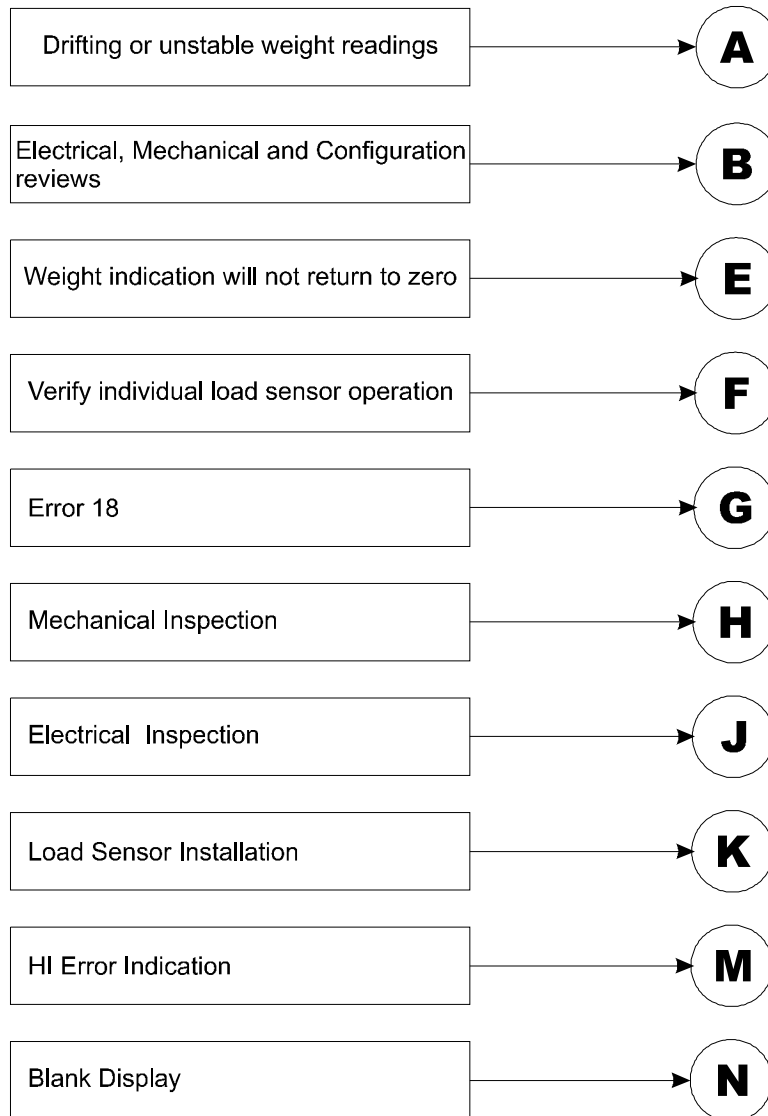 Drifting or unstable weight readings
A
Electrical, Mechanical and Configuration
reviews
B
Weight indication will not return to zero
E
Verify individual load sensor operation
F
Error 18
G
Mechanical Inspection
H
Electrical Inspection
J
Load Sensor Installation
K
HI Error Indication
M
Blank Display
N